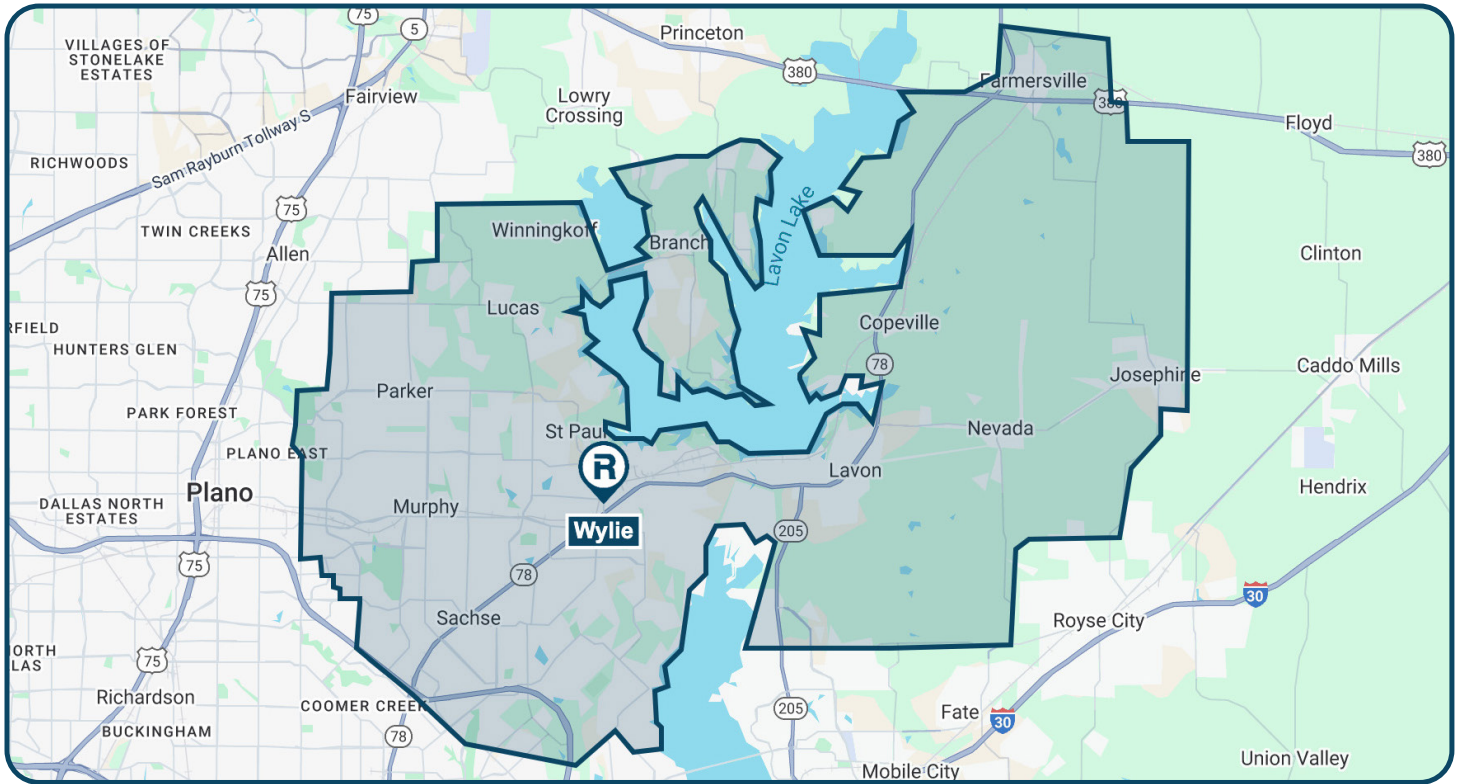 75
5
VILLAGES OF
STONELAKE
ESTATES
Princeton
380
Farmersville
380
Fairview
Lowry
Crossing
Floyd
380
Sam Rayburn Tollway S
RICHWOODS
75
TWIN CREEKS
Allen
Winningkoff
Branch
Lavon Lake
Clinton
75
RFIELD
HUNTERS GLEN
Lucas
Copeville
78
Caddo Mills
Josephine
Parker
PARK FOREST
PLANO EAST
St Paul
Nevada
R
Lavon
Plano
DALLAS NORTH
ESTATES
Murphy
Hendrix
Wylie
205
75
78
30
Sachse
Royse City
ORTH
LAS
75
Richardson
COOMER CREEK
205
Fate
30
BUCKINGHAM
78
Union Valley
Mobile City